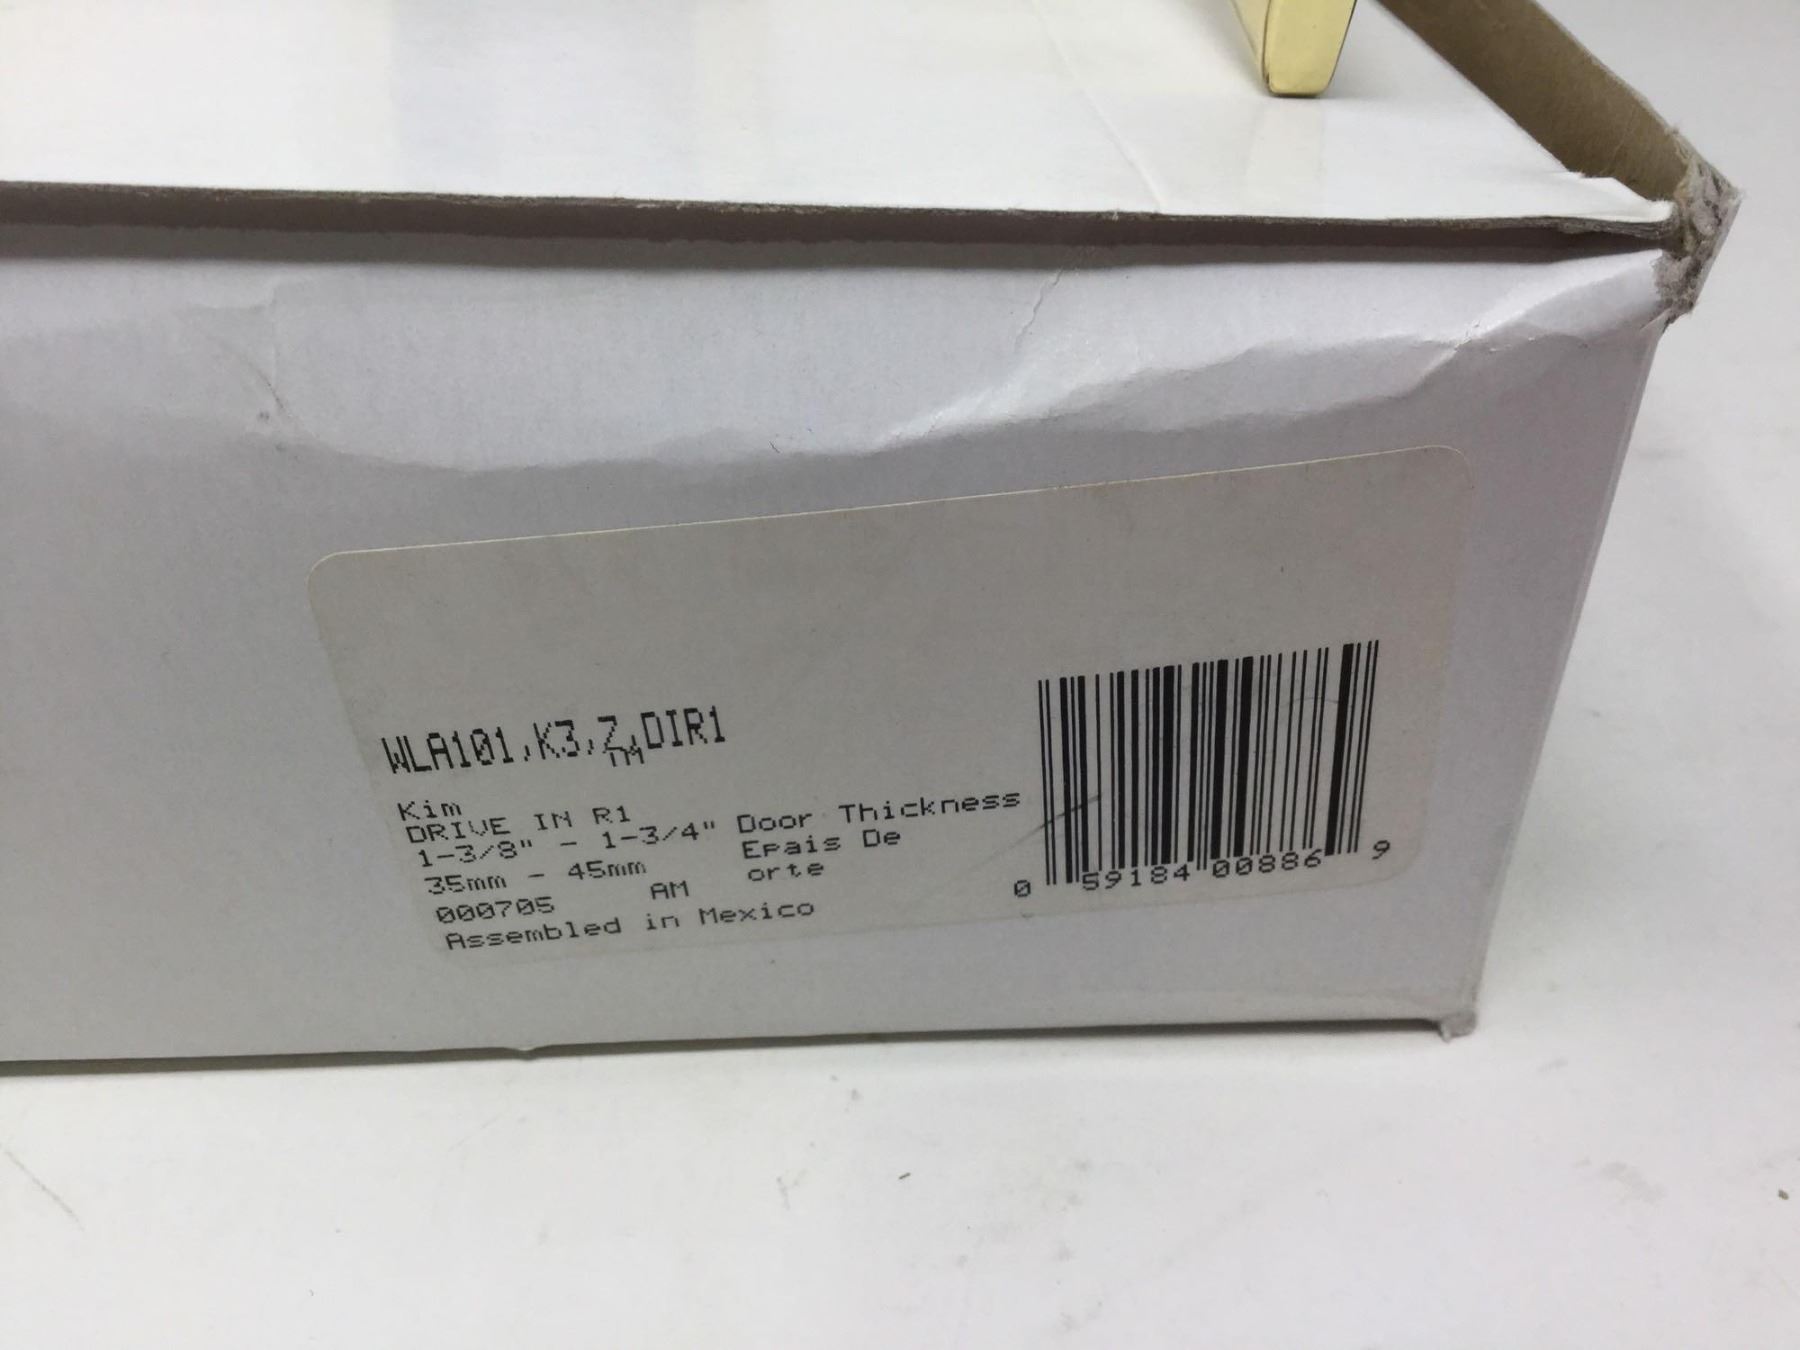 WLA101,K3,Z,DIR1
TM
Kim
DRIVE IN R1
1-3/8" - 1-3/4" Door Thickness
35mm - 45mm Epais De
000705 AM orte
Assembled in Mexico
0 59184 00886 9